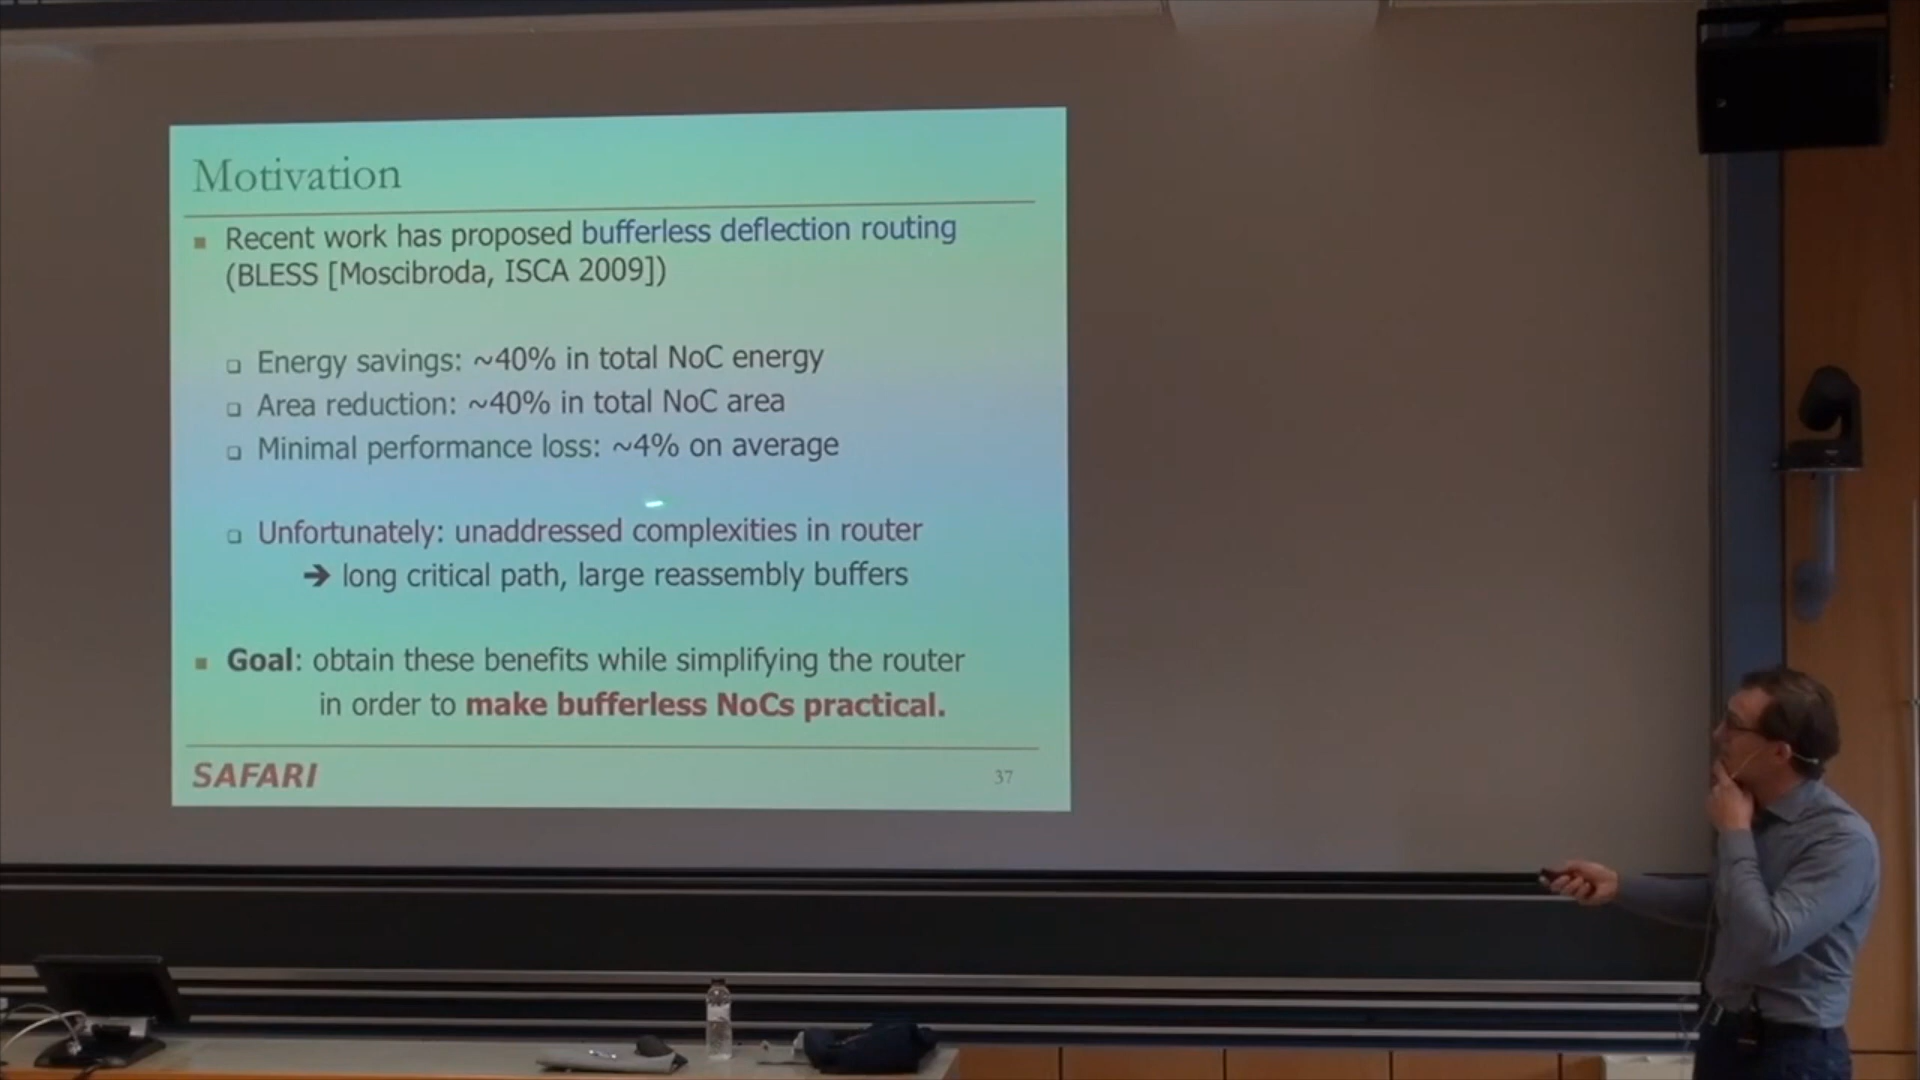 Motivation
▪ Recent work has proposed bufferless deflection routing
(BLESS [Moscibroda, ISCA 2009])
❑ Energy savings: ~40% in total NoC energy
❑ Area reduction: ~40% in total NoC area
❑ Minimal performance loss: ~4% on average
❑ Unfortunately: unaddressed complexities in router
➔ long critical path, large reassembly buffers
▪ Goal: obtain these benefits while simplifying the router
in order to make bufferless NoCs practical.
SAFARI
37